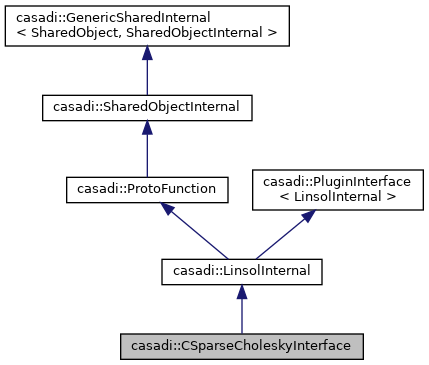 casadi::GenericSharedInternal
< SharedObject, SharedObjectInternal >
casadi::SharedObjectInternal
casadi::ProtoFunction
casadi::PluginInterface
< LinsolInternal >
casadi::LinsolInternal
casadi::CSparseCholeskyInterface